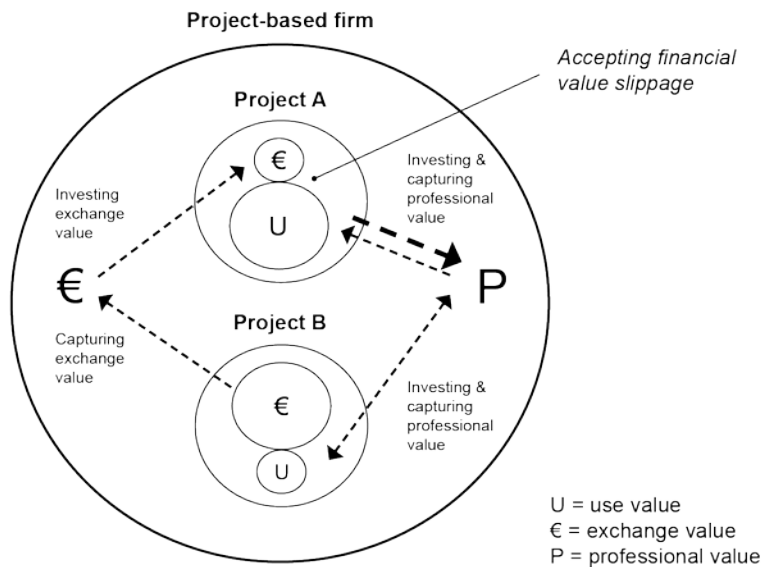 Project-based firm
Accepting financial
value slippage
Project A
€
U
Investing &
capturing
professional
value
Investing
exchange
value
€
P
Capturing
exchange
value
Project B
€
U
Investing &
capturing
professional
value
U = use value
€ = exchange value
P = professional value